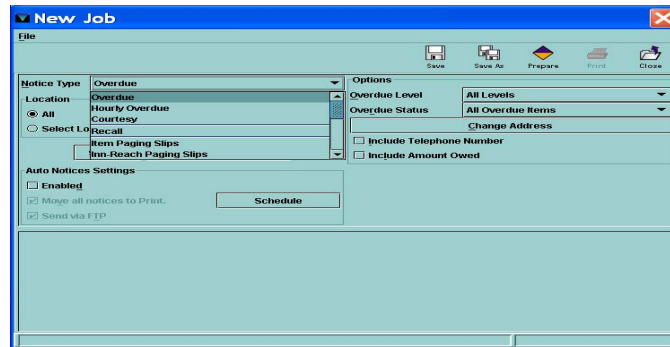 New Job
File
Save Save As Prepare Print Close
Notice Type Overdue
Overdue
Hourly Overdue
Courtesy
Recall
Item Paging Slips
Inn-Reach Paging Slips
Location
All
Select Lo
Options
Overdue Level All Levels
Overdue Status All Overdue Items
Change Address
Include Telephone Number
Include Amount Owed
Auto Notices Settings
Enabled
Move all notices to Print.
Schedule
Send via FTP